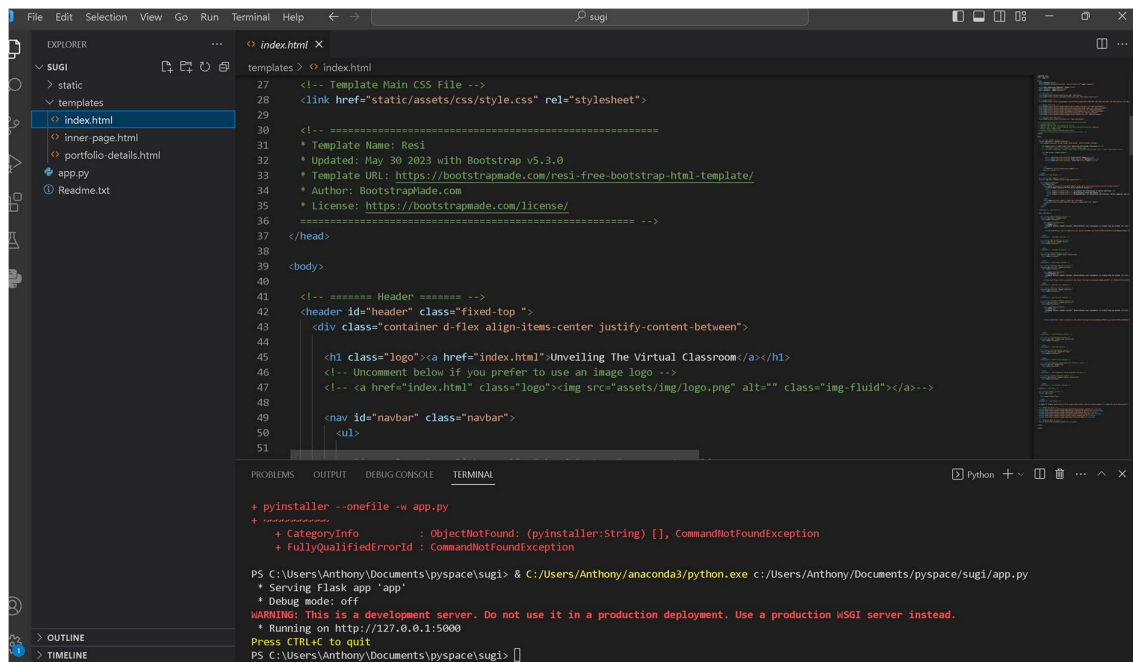 File Edit Selection View Go Run Terminal Help
sugi
EXPLORER
SUGI
static
templates
index.html
inner-page.html
portfolio-details.html
app.py
Readme.txt
OUTLINE
TIMELINE
1
index.html
templates > index.html
27 <!-- Template Main CSS File -->
28 <link href="static/assets/css/style.css" rel="stylesheet">
29
30 <!-- =======================================================
31 * Template Name: Resi
32 * Updated: May 30 2023 with Bootstrap v5.3.0
33 * Template URL: https://bootstrapmade.com/resi-free-bootstrap-html-template/
34 * Author: BootstrapMade.com
35 * License: https://bootstrapmade.com/license/
36 ======================================================== -->
37 </head>
38
39 <body>
40
41 <!-- ======= Header ======= -->
42 <header id="header" class="fixed-top ">
43 <div class="container d-flex align-items-center justify-content-between">
44
45 <h1 class="logo"><a href="index.html">Unveiling The Virtual Classroom</a></h1>
46 <!-- Uncomment below if you prefer to use an image logo -->
47 <!-- <a href="index.html" class="logo"><img src="assets/img/logo.png" alt="" class="img-fluid"></a>-->
48
49 <nav id="navbar" class="navbar">
50 <ul>
51
PROBLEMS OUTPUT DEBUG CONSOLE TERMINAL
Python
+ pyinstaller --onefile -w app.py
+ ~~~~~~~~~~~
+ CategoryInfo : ObjectNotFound: (pyinstaller:String) [], CommandNotFoundException
+ FullyQualifiedErrorId : CommandNotFoundException
PS C:\Users\Anthony\Documents\pyspace\sugi> & C:/Users/Anthony/anaconda3/python.exe c:/Users/Anthony/Documents/pyspace/sugi/app.py
* Serving Flask app 'app'
* Debug mode: off
WARNING: This is a development server. Do not use it in a production deployment. Use a production WSGI server instead.
* Running on http://127.0.0.1:5000
Press CTRL+C to quit
PS C:\Users\Anthony\Documents\pyspace\sugi>